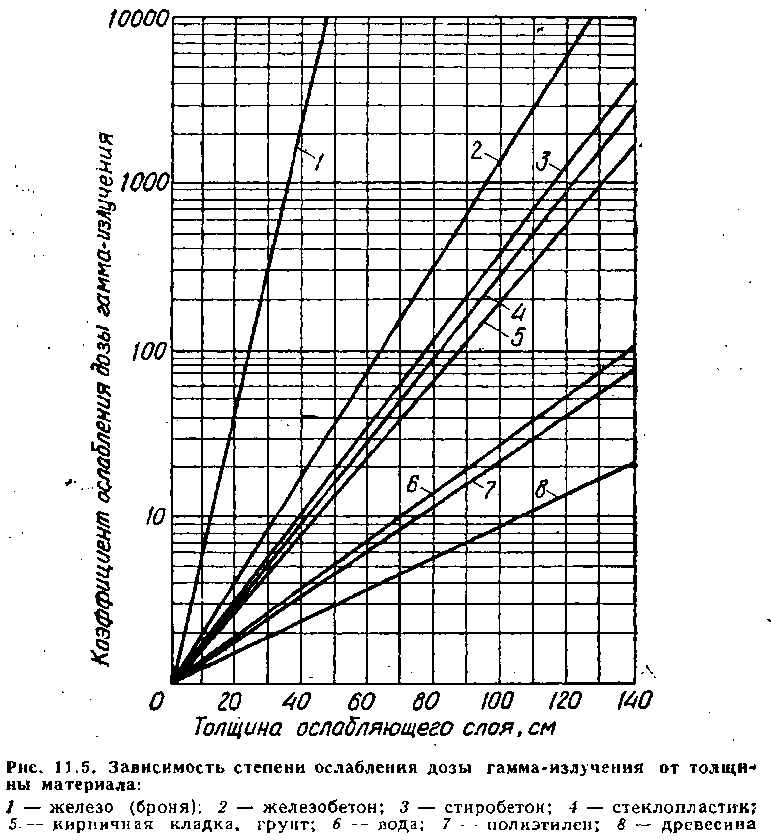 10000
1000
100
10
Коэффициент ослабления дозы гамма-излучения
1
2
3
4
5
6
7
8
0 20 40 60 80 100 120 140
Толщина ослабляющего слоя, см
Рис. 11.5. Зависимость степени ослабления дозы гамма-излучения от толщи-
ны материала:
1 — железо (броня); 2 — железобетон; 3 — стиробетон; 4 — стеклопластик;
5 — кирпичная кладка, грунт; 6 — вода; 7 — полиэтилен; 8 — древесина